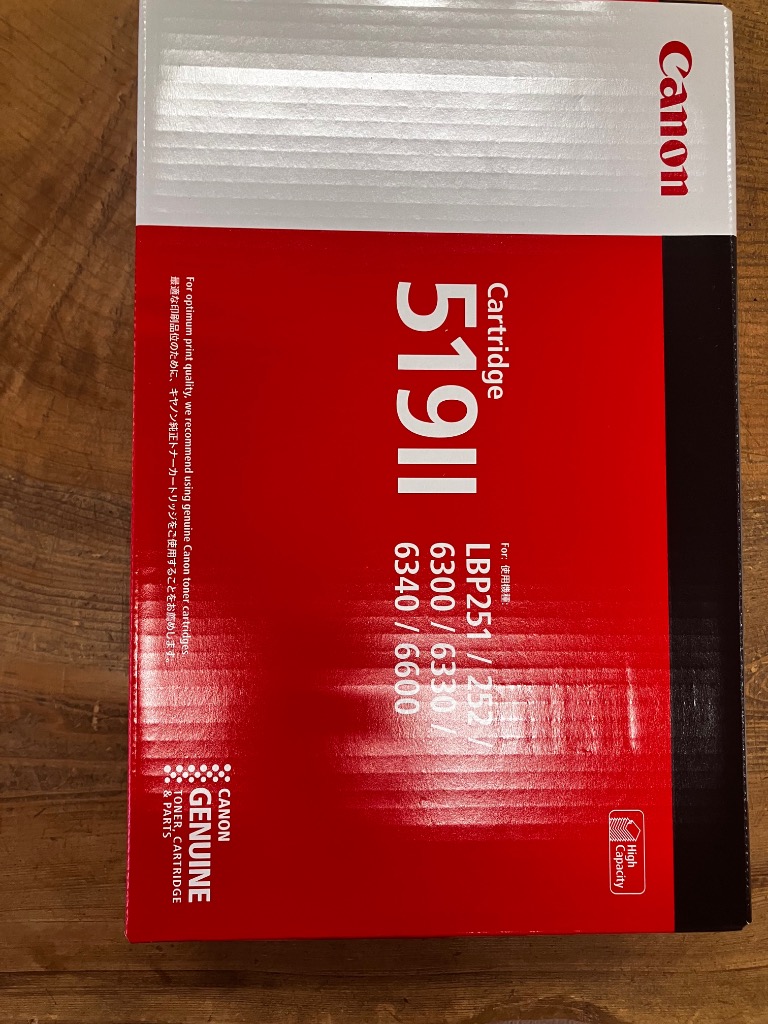 Canon
Cartridge
519II
For: 使用機種:
LBP251 / 252 /
6300 / 6330 /
6340 / 6600
High
Capacity
For optimum print quality, we recommend using genuine Canon toner cartridges.
最適な印刷品位のために、キヤノン純正トナーカートリッジをご使用することをお薦めします。
CANON
GENUINE
TONER, CARTRIDGE
& PARTS